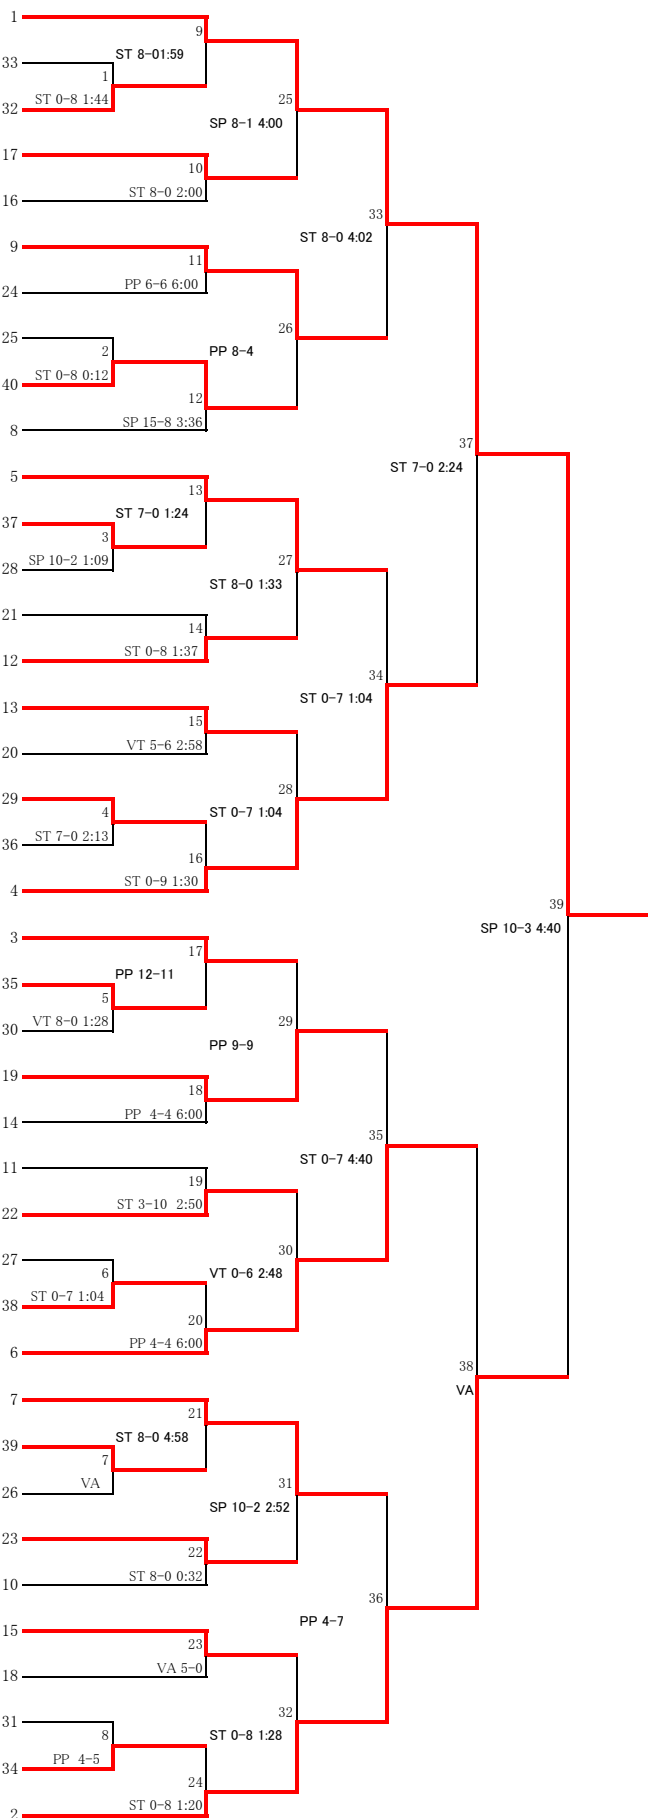 1
9
ST 8-01:59
33
1
ST 0-8 1:44
32
25
SP 8-1 4:00
17
10
ST 8-0 2:00
16
33
ST 8-0 4:02
9
11
PP 6-6 6:00
24
26
25
PP 8-4
2
ST 0-8 0:12
40
12
SP 15-8 3:36
8
37
ST 7-0 2:24
5
13
ST 7-0 1:24
37
3
SP 10-2 1:09
28
27
ST 8-0 1:33
21
14
ST 0-8 1:37
12
34
ST 0-7 1:04
13
15
VT 5-6 2:58
20
28
29
ST 0-7 1:04
4
ST 7-0 2:13
36
16
ST 0-9 1:30
4
39
SP 10-3 4:40
3
17
PP 12-11
35
5
VT 8-0 1:28
30
29
PP 9-9
19
18
PP 4-4 6:00
14
35
ST 0-7 4:40
11
19
ST 3-10 2:50
22
30
27
VT 0-6 2:48
6
ST 0-7 1:04
38
20
PP 4-4 6:00
6
38
VA
7
21
ST 8-0 4:58
39
7
VA
26
31
SP 10-2 2:52
23
22
ST 8-0 0:32
10
36
PP 4-7
15
23
VA 5-0
18
32
31
ST 0-8 1:28
8
PP 4-5
34
24
ST 0-8 1:20
2